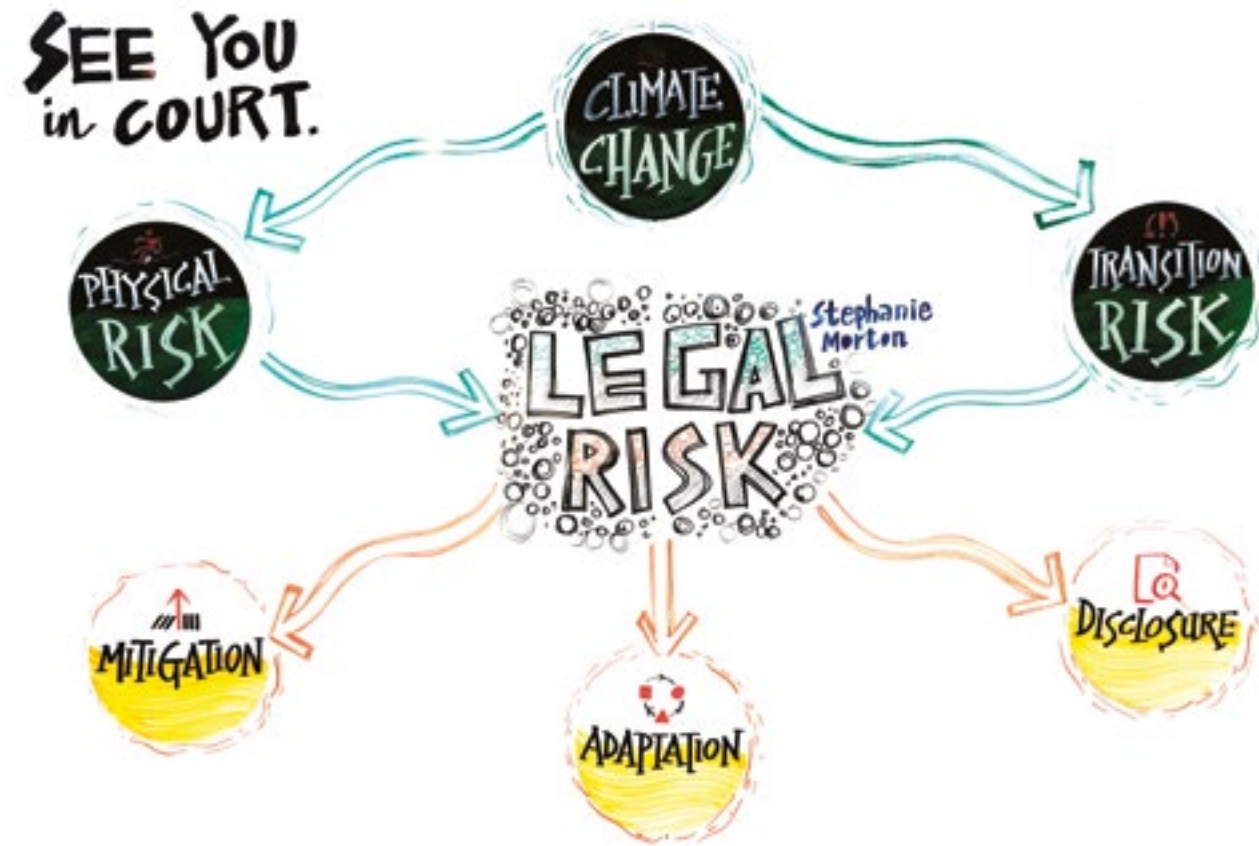 SEE YOU
in COURT.
CLIMATE
CHANGE
PHYSICAL
RISK
TRANSITION
RISK
LEGAL
RISK
Stephanie
Morton
MITIGATION
ADAPTATION
DISCLOSURE